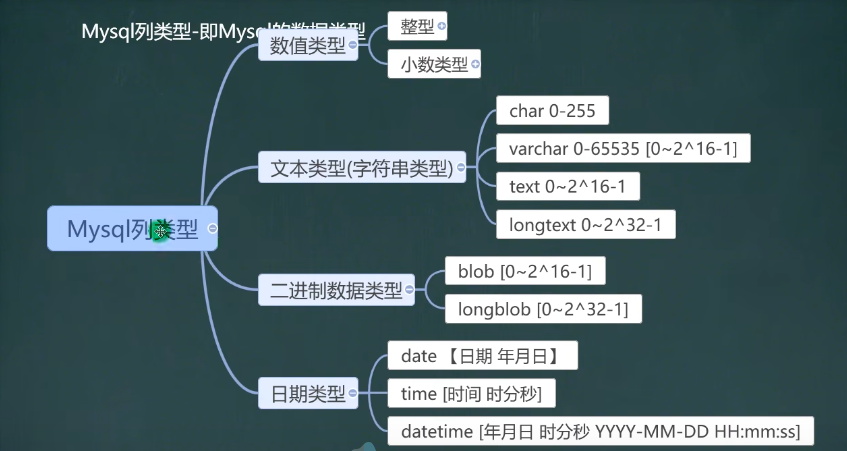 Mysql列类型-即Mysql的数据类型
数值类型
整型
小数类型
文本类型(字符串类型)
char 0-255
varchar 0-65535 [0~2^16-1]
text 0~2^16-1
longtext 0~2^32-1
Mysql列类型
二进制数据类型
blob [0~2^16-1]
longblob [0~2^32-1]
日期类型
date 【日期 年月日】
time [时间 时分秒]
datetime [年月日 时分秒 YYYY-MM-DD HH:mm:ss]